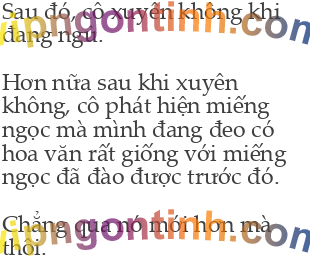 Sau đó, cô xuyên không khi
đang ngủ.
Hơn nữa sau khi xuyên
không, cô phát hiện miếng
ngọc mà mình đang đeo có
hoa văn rất giống với miếng
ngọc đã đào được trước đó.
Chẳng qua nó mới hơn mà
thôi.